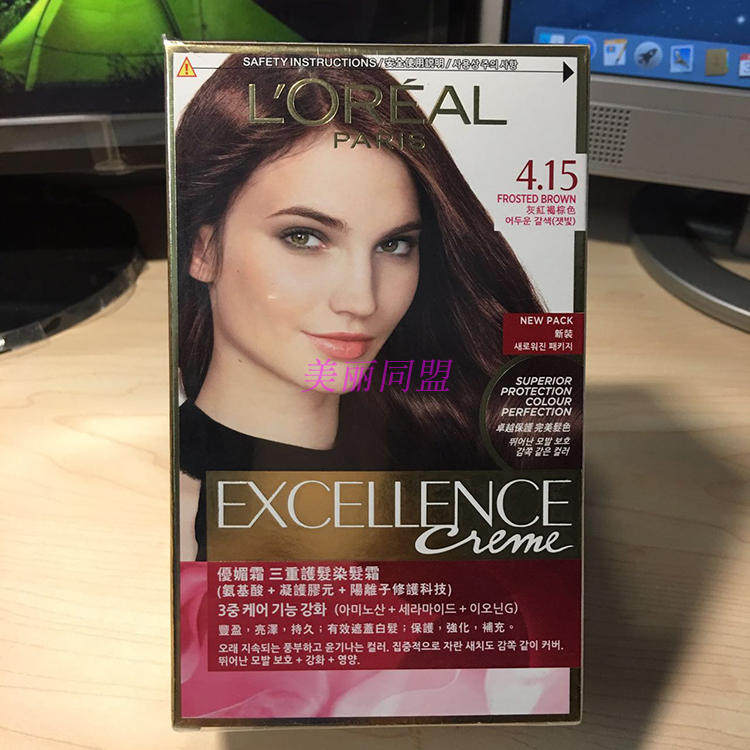 SAFETY INSTRUCTIONS/安全使用說明/사용상주의사항
L'ORÉAL
PARIS
4.15
FROSTED BROWN
灰紅褐棕色
어두운 갈색(잿빛)
NEW PACK
新裝
새로워진 패키지
美丽同盟
SUPERIOR
PROTECTION
COLOUR
PERFECTION
卓越保護 完美髮色
뛰어난 모발 보호
감쪽 같은 컬러
EXCELLENCE
Creme
優媚霜 三重護髮染髮霜
(氨基酸 + 凝護膠元 + 陽離子修護科技)
3중 케어 기능 강화 (아미노산 + 세라마이드 + 이오닌G)
豐盈，亮澤，持久；有效遮蓋白髮；保護，強化，補充。
오래 지속되는 풍부하고 윤기나는 컬러. 집중적으로 자란 새치도 감쪽 같이 커버.
뛰어난 모발 보호 + 강화 + 영양.